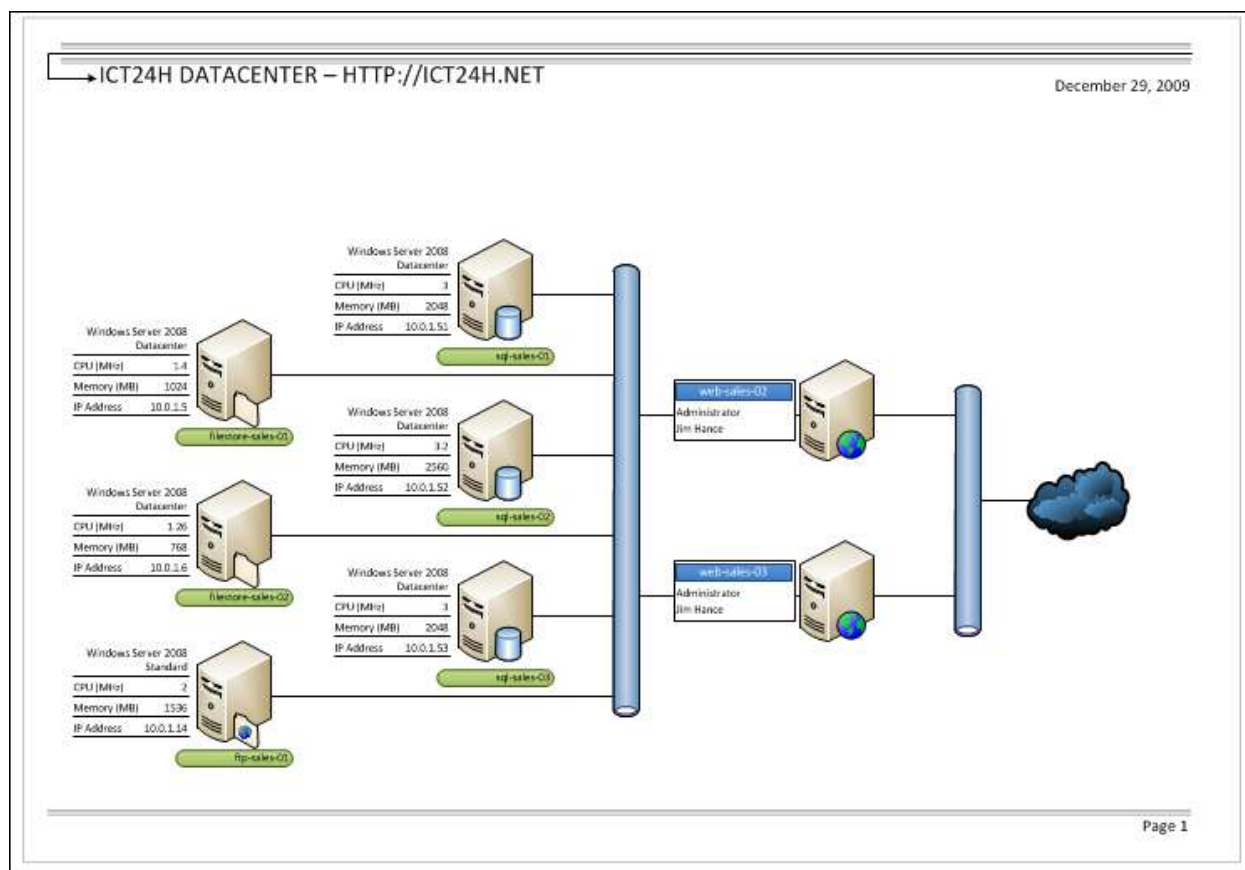 ICT24H DATACENTER – HTTP://ICT24H.NET
December 29, 2009
Windows Server 2008
Datacenter
CPU (MHz) 3
Memory (MB) 2048
IP Address 10.0.1.51
sql-sales-01
Windows Server 2008
Datacenter
CPU (MHz) 1.4
Memory (MB) 1024
IP Address 10.0.1.5
filestore-sales-01
Windows Server 2008
Datacenter
CPU (MHz) 3.2
Memory (MB) 2560
IP Address 10.0.1.52
sql-sales-02
Windows Server 2008
Datacenter
CPU (MHz) 1.26
Memory (MB) 768
IP Address 10.0.1.6
filestore-sales-02
Windows Server 2008
Datacenter
CPU (MHz) 3
Memory (MB) 2048
IP Address 10.0.1.53
sql-sales-03
Windows Server 2008
Standard
CPU (MHz) 2
Memory (MB) 1536
IP Address 10.0.1.14
ftp-sales-01
web-sales-02
Administrator
Jim Hance
web-sales-03
Administrator
Jim Hance
Page 1